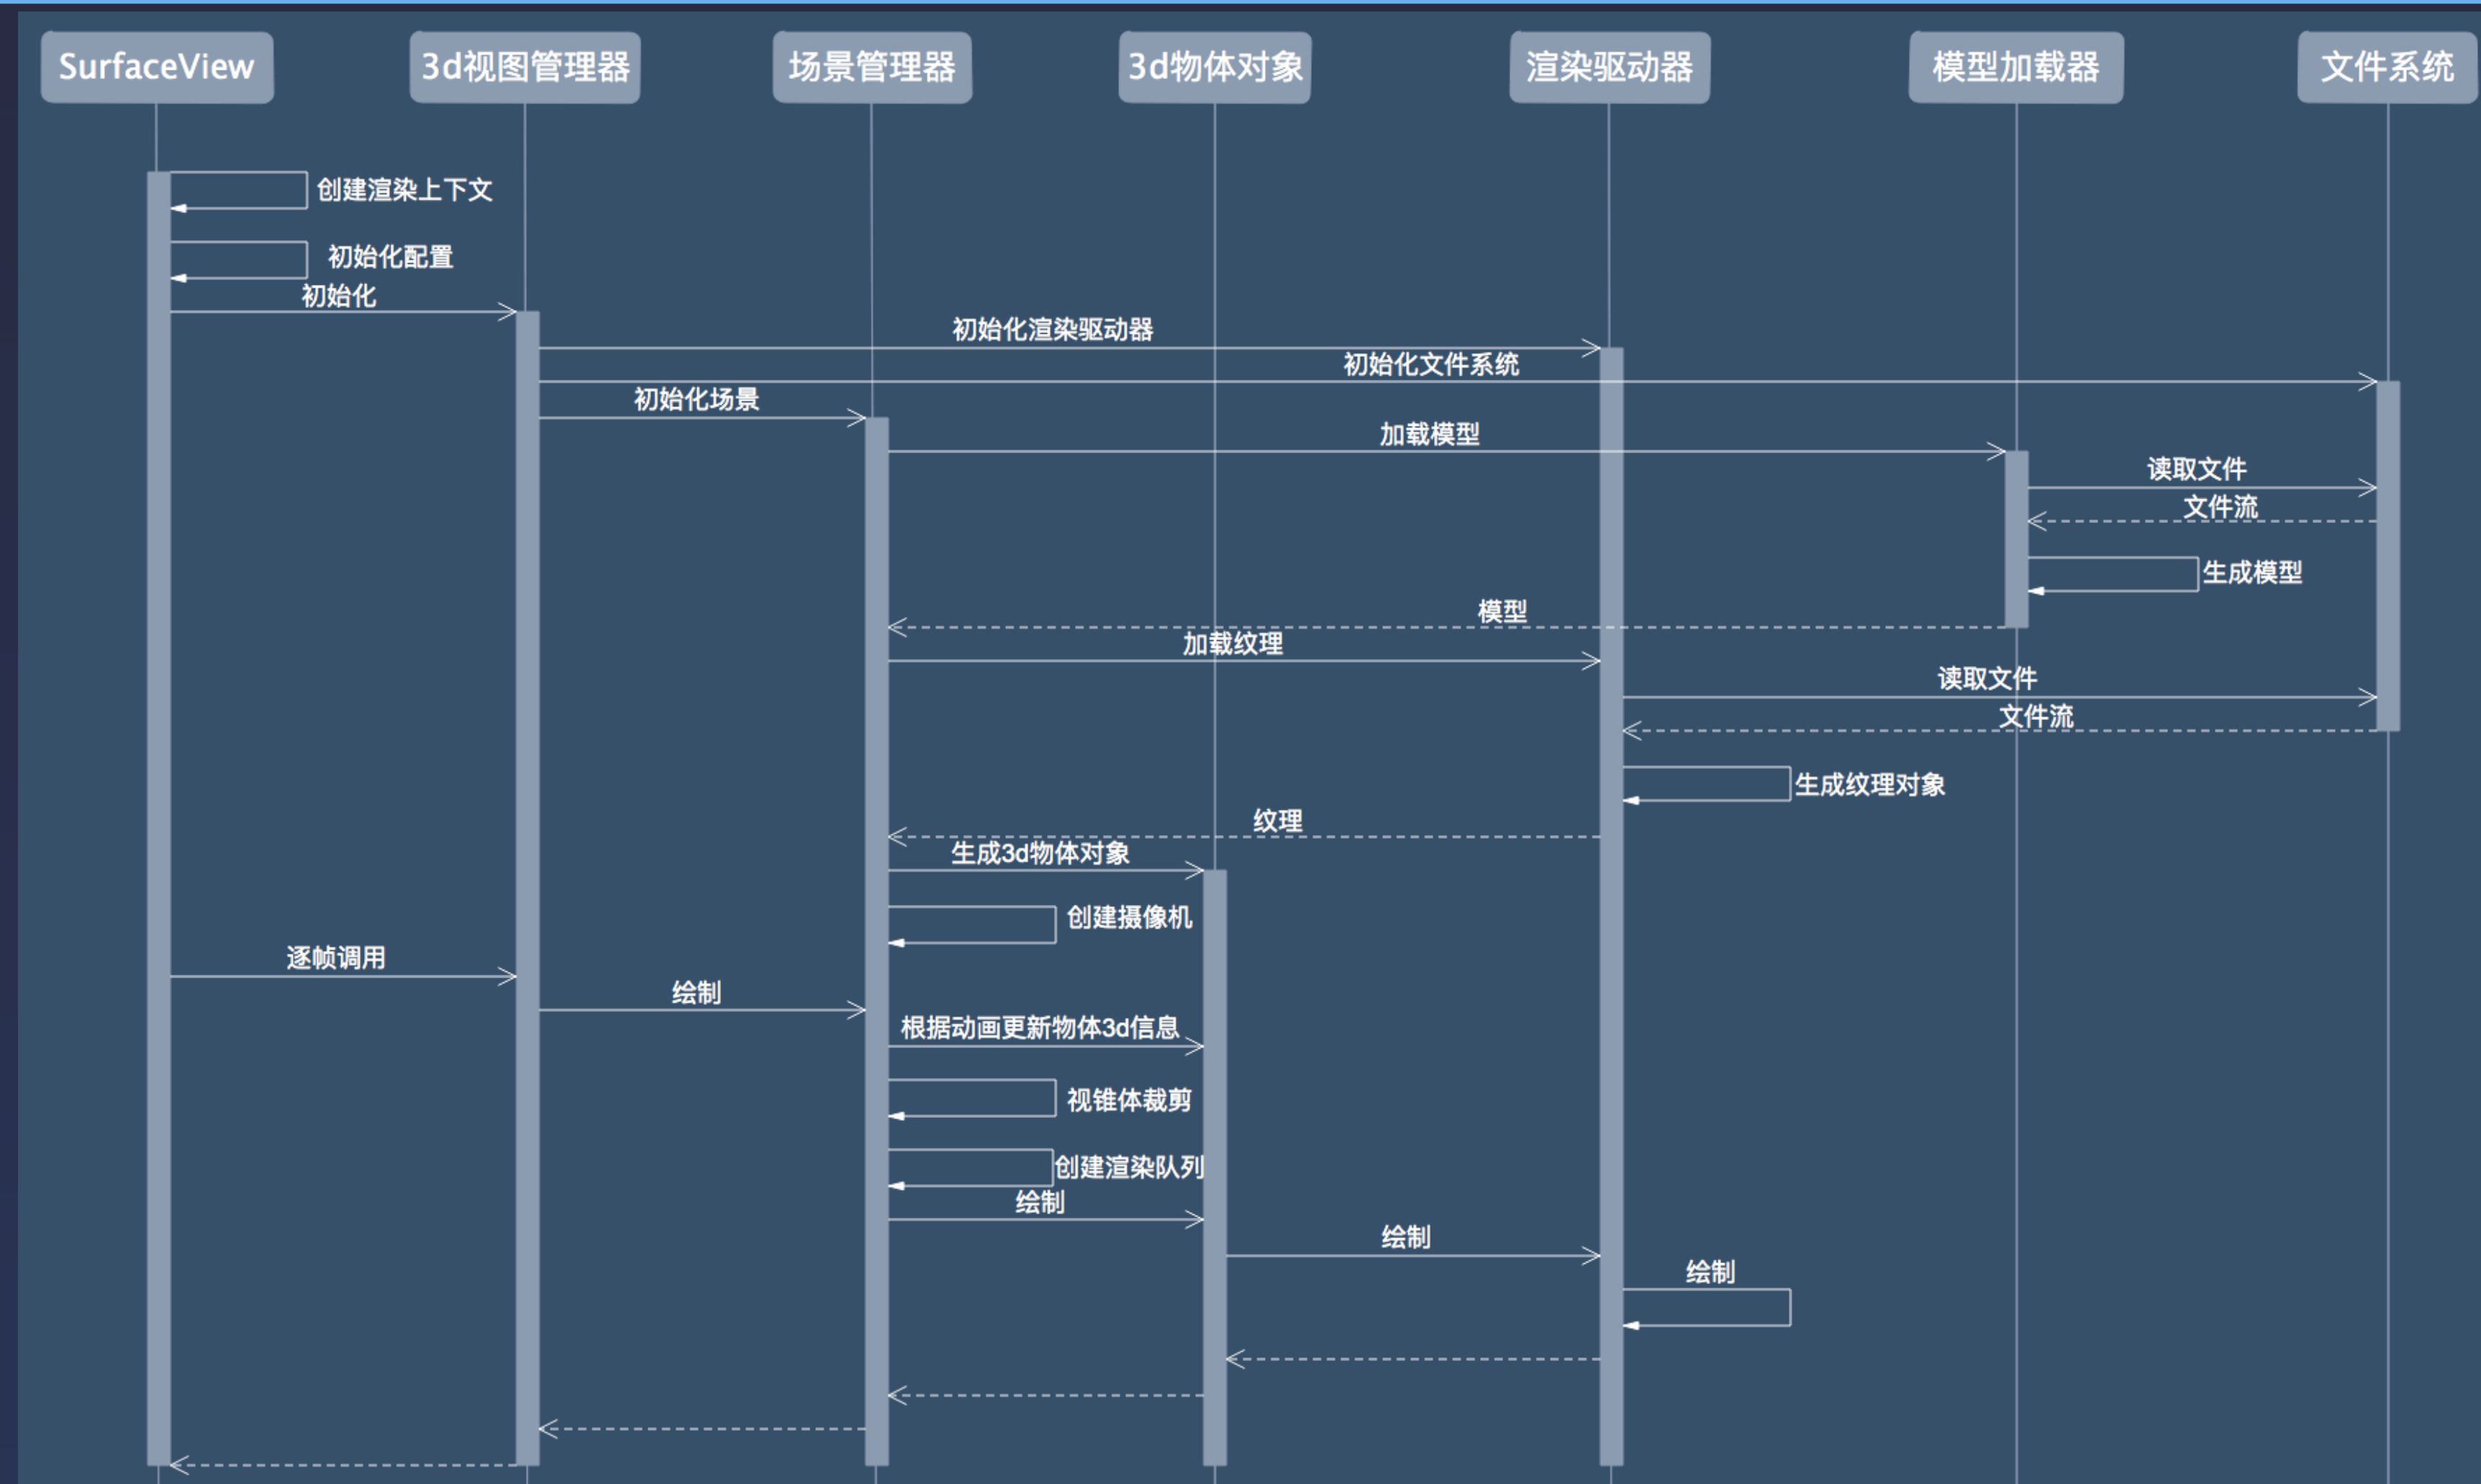 SurfaceView
3d视图管理器
场景管理器
3d物体对象
渲染驱动器
模型加载器
文件系统
创建渲染上下文
初始化配置
初始化
初始化渲染驱动器
初始化文件系统
初始化场景
加载模型
读取文件
文件流
生成模型
模型
加载纹理
读取文件
文件流
生成纹理对象
纹理
生成3d物体对象
创建摄像机
逐帧调用
绘制
根据动画更新物体3d信息
视锥体裁剪
创建渲染队列
绘制
绘制
绘制